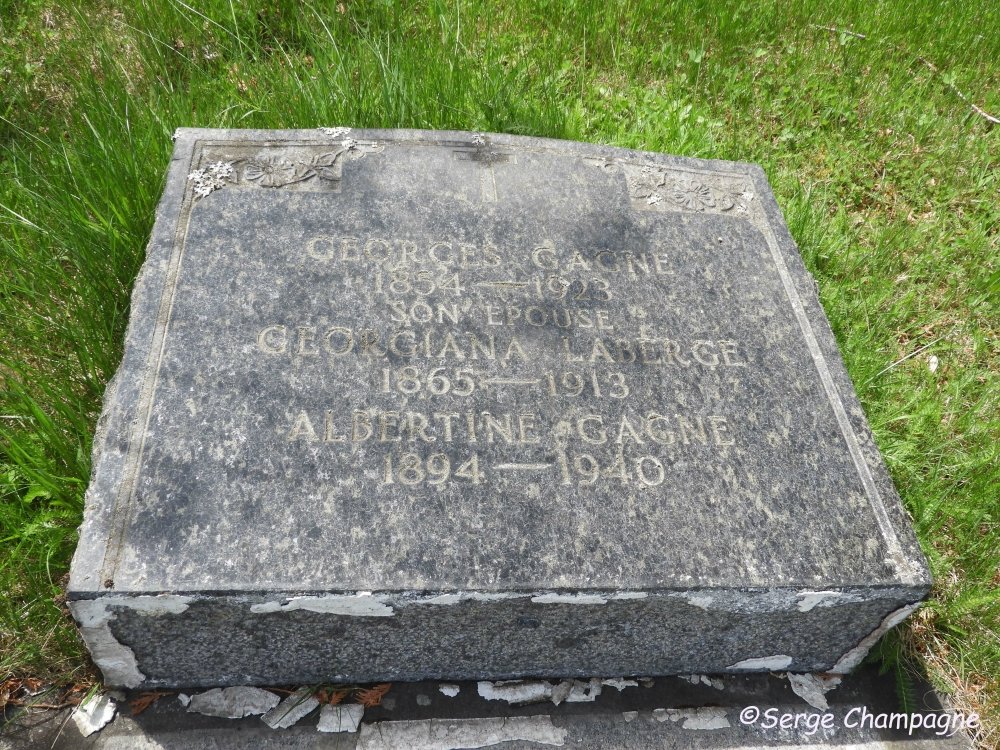 GEORGES GAGNE
1854 — 1923
SON EPOUSE
GEORGIANA LABERGE
1865 — 1913
ALBERTINE GAGNE
1894 — 1940
©Serge Champagne